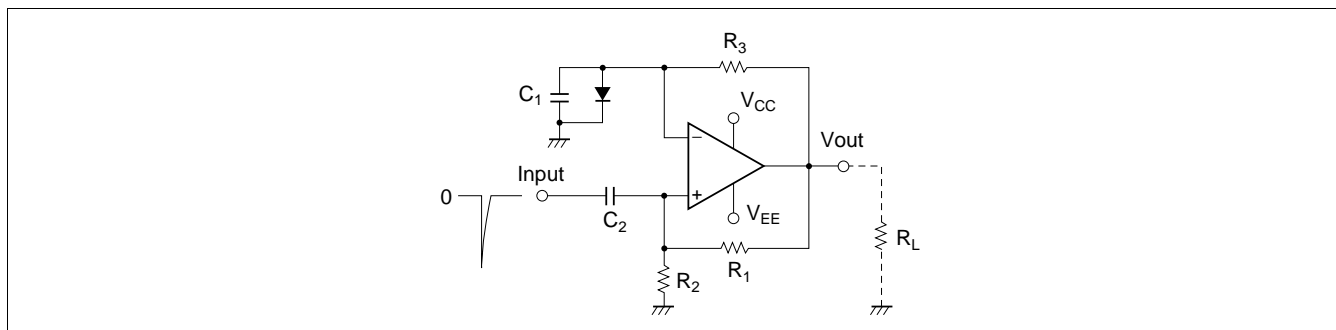 R3
C1
VCC
−
Vout
Input
0
+
C2
VEE
RL
R1
R2